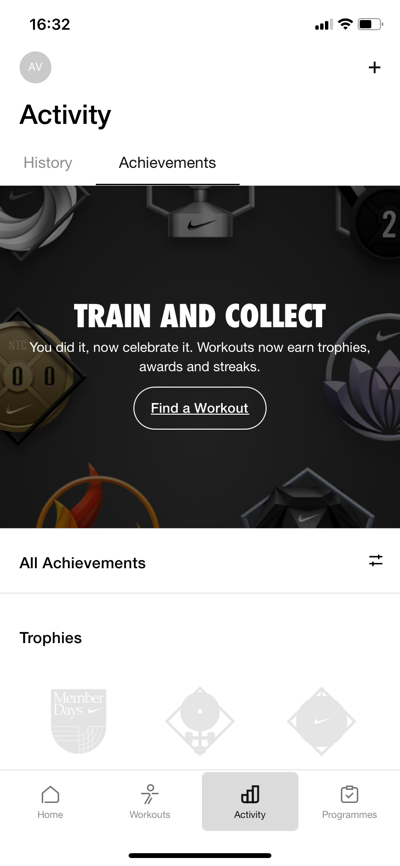 16:32
AV
+
Activity
History
Achievements
2
TRAIN AND COLLECT
NTC
You did it, now celebrate it. Workouts now earn trophies,
awards and streaks.
0 0
Find a Workout
All Achievements
Trophies
Member
Days
Home
Workouts
Activity
Programmes